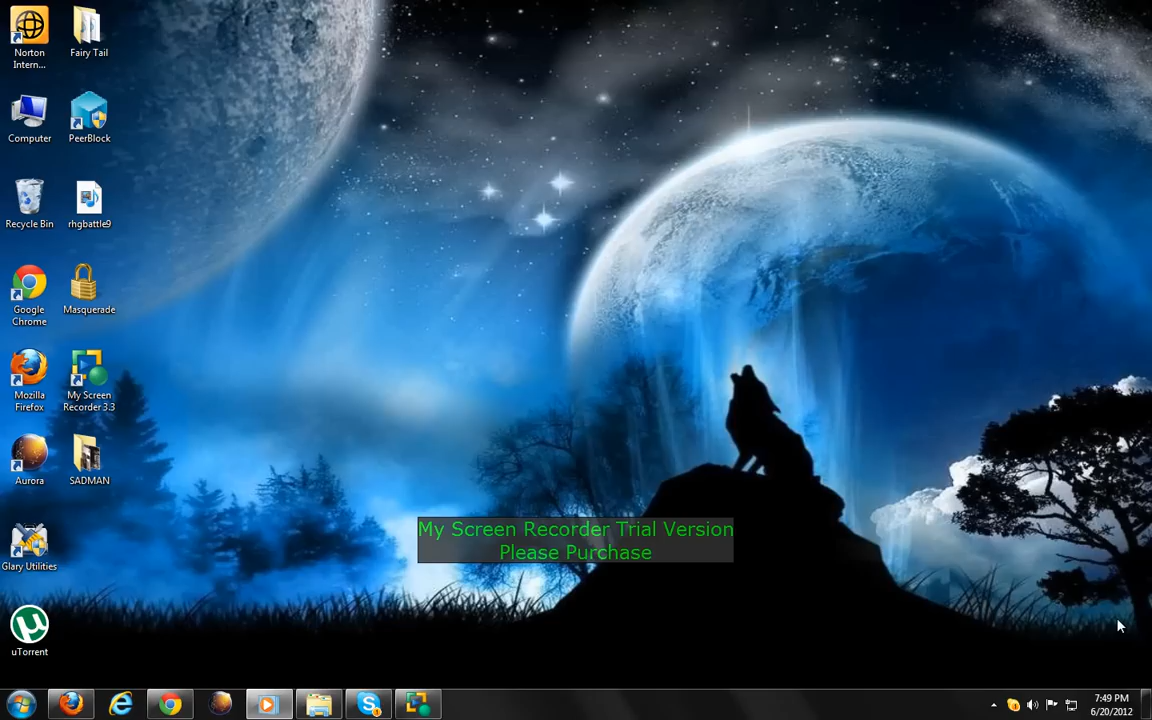 Norton
Intern...
Fairy Tail
Computer
PeerBlock
Recycle Bin
rhgbattle9
Google
Chrome
Masquerade
Mozilla
Firefox
My Screen
Recorder 3.3
Aurora
SADMAN
Glary Utilities
uTorrent
My Screen Recorder Trial Version
Please Purchase
7:49 PM
6/20/2012